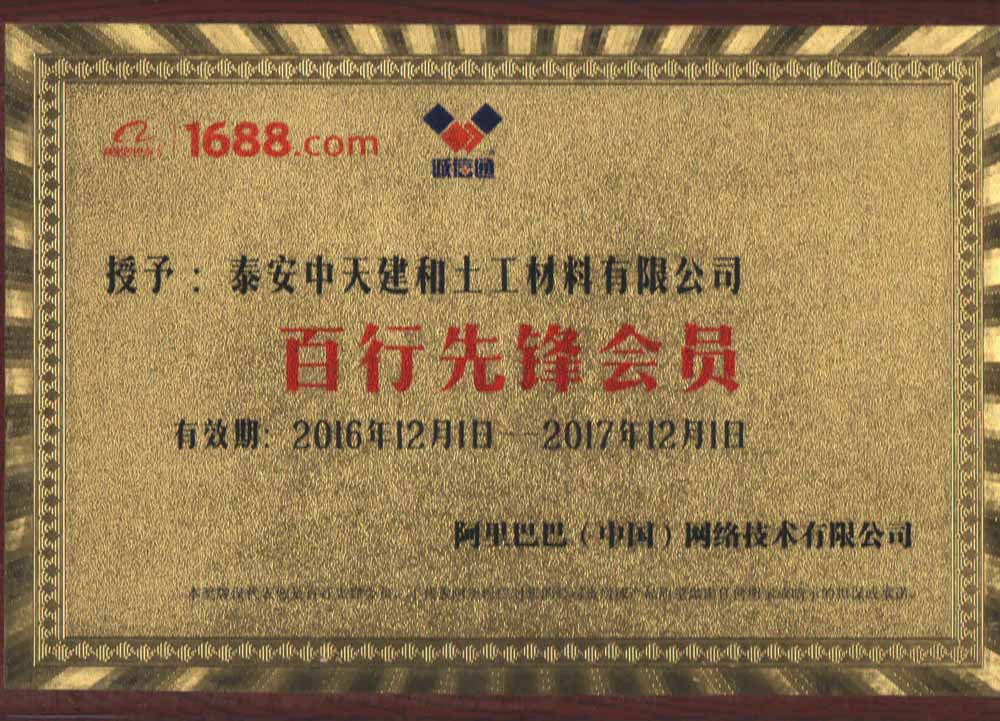 1688.com
诚信通
授予：泰安中天建和土工材料有限公司
百行先锋会员
有效期：2016年12月1日—2017年12月1日
阿里巴巴（中国）网络技术有限公司